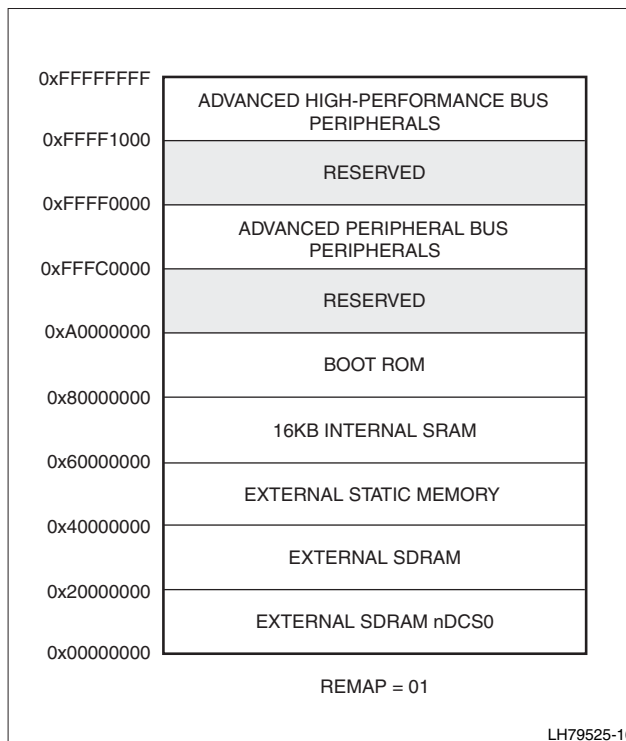 0xFFFFFFFF
ADVANCED HIGH-PERFORMANCE BUS
PERIPHERALS
0xFFFF1000
RESERVED
0xFFFF0000
ADVANCED PERIPHERAL BUS
PERIPHERALS
0xFFFC0000
RESERVED
0xA0000000
BOOT ROM
0x80000000
16KB INTERNAL SRAM
0x60000000
EXTERNAL STATIC MEMORY
0x40000000
EXTERNAL SDRAM
0x20000000
EXTERNAL SDRAM nDCS0
0x00000000
REMAP = 01